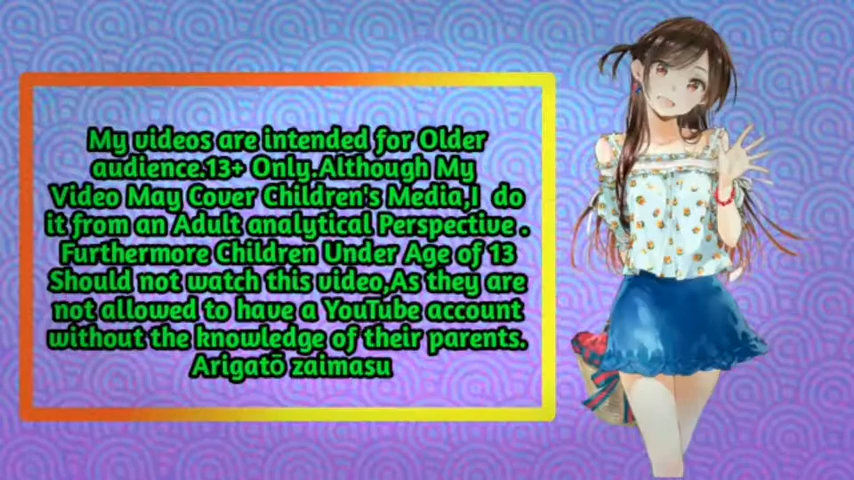 My videos are intended for Older
audience.13+ Only.Although My
Video May Cover Children's Media,I do
it from an Adult analytical Perspective .
Furthermore Children Under Age of 13
Should not watch this video,As they are
not allowed to have a YouTube account
without the knowledge of their parents.
Arigatō zaimasu